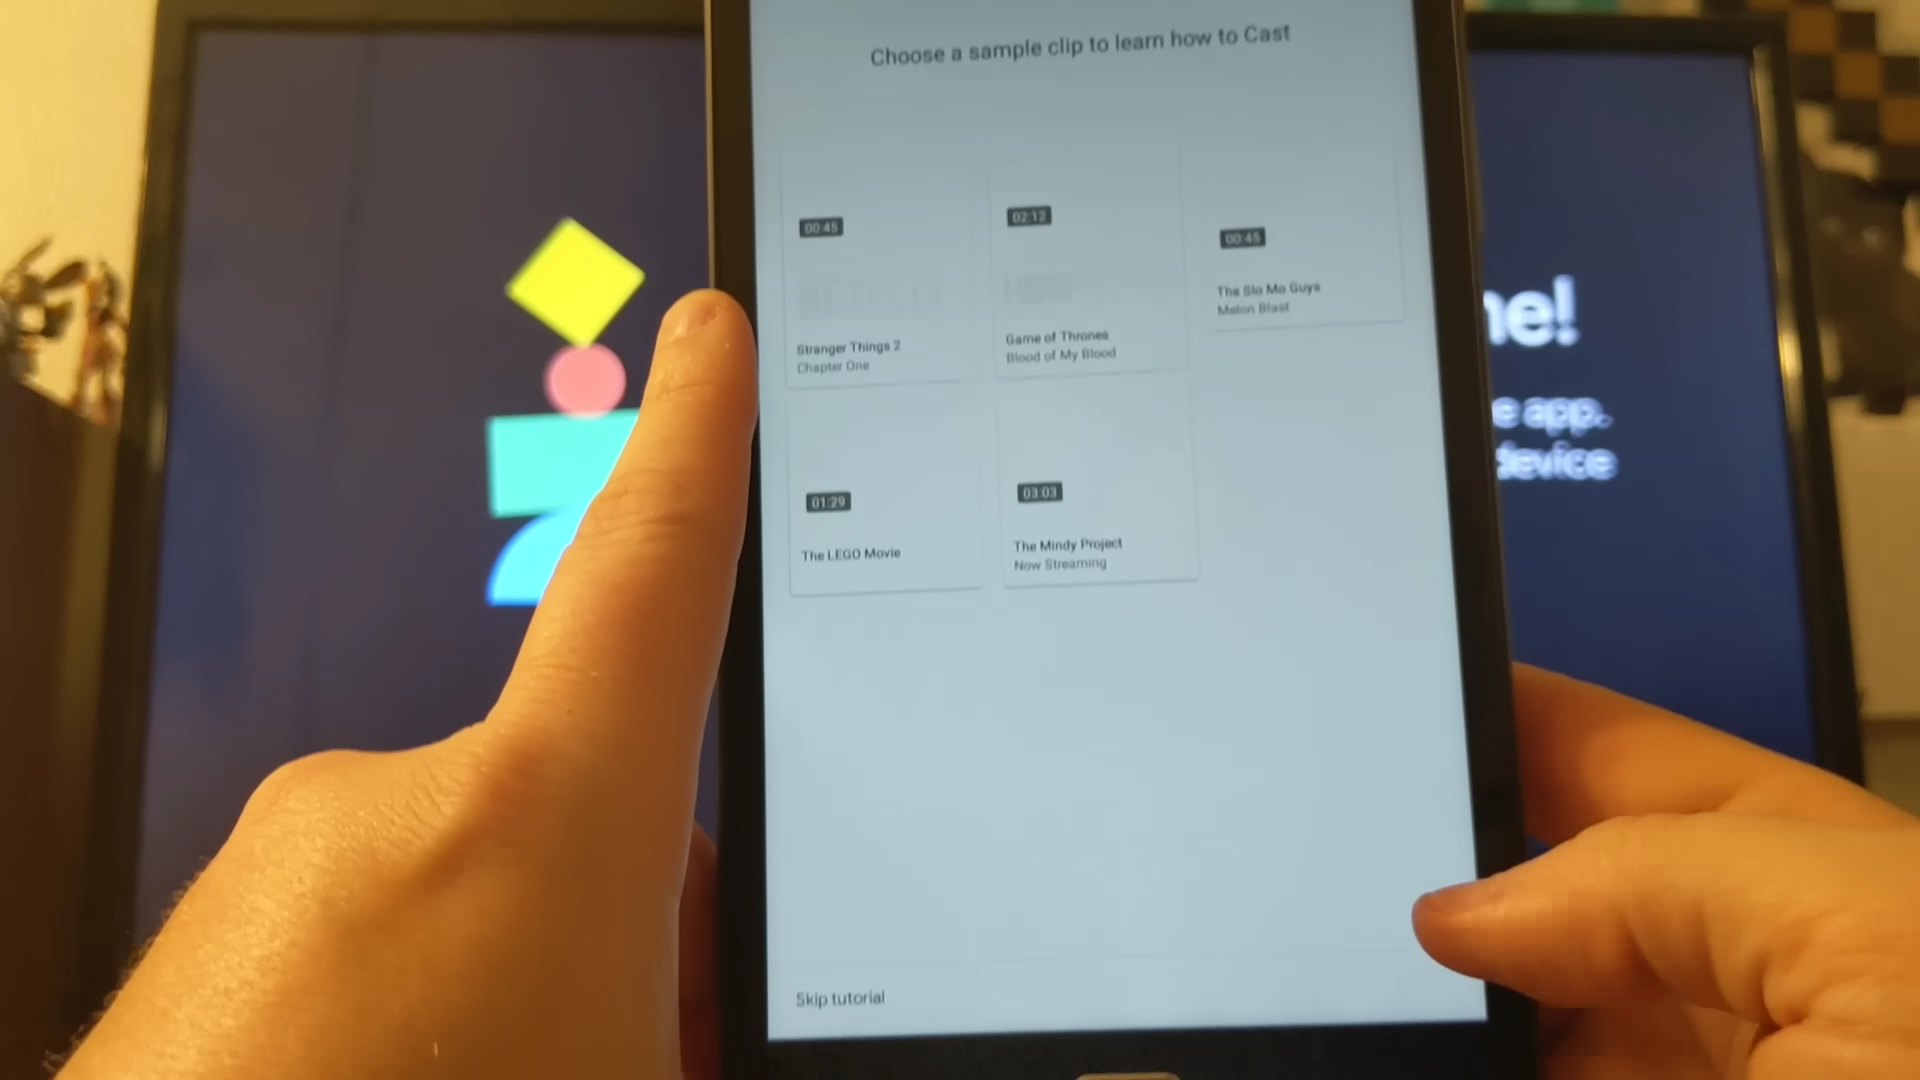 Choose a sample clip to learn how to Cast
00:45
NETFLIX
Stranger Things 2
Chapter One
02:12
HBO
Game of Thrones
Blood of My Blood
00:45
The Slo Mo Guys
Melon Blast
01:29
The LEGO Movie
03:03
The Mindy Project
Now Streaming
Skip tutorial
ne!
e app.
device